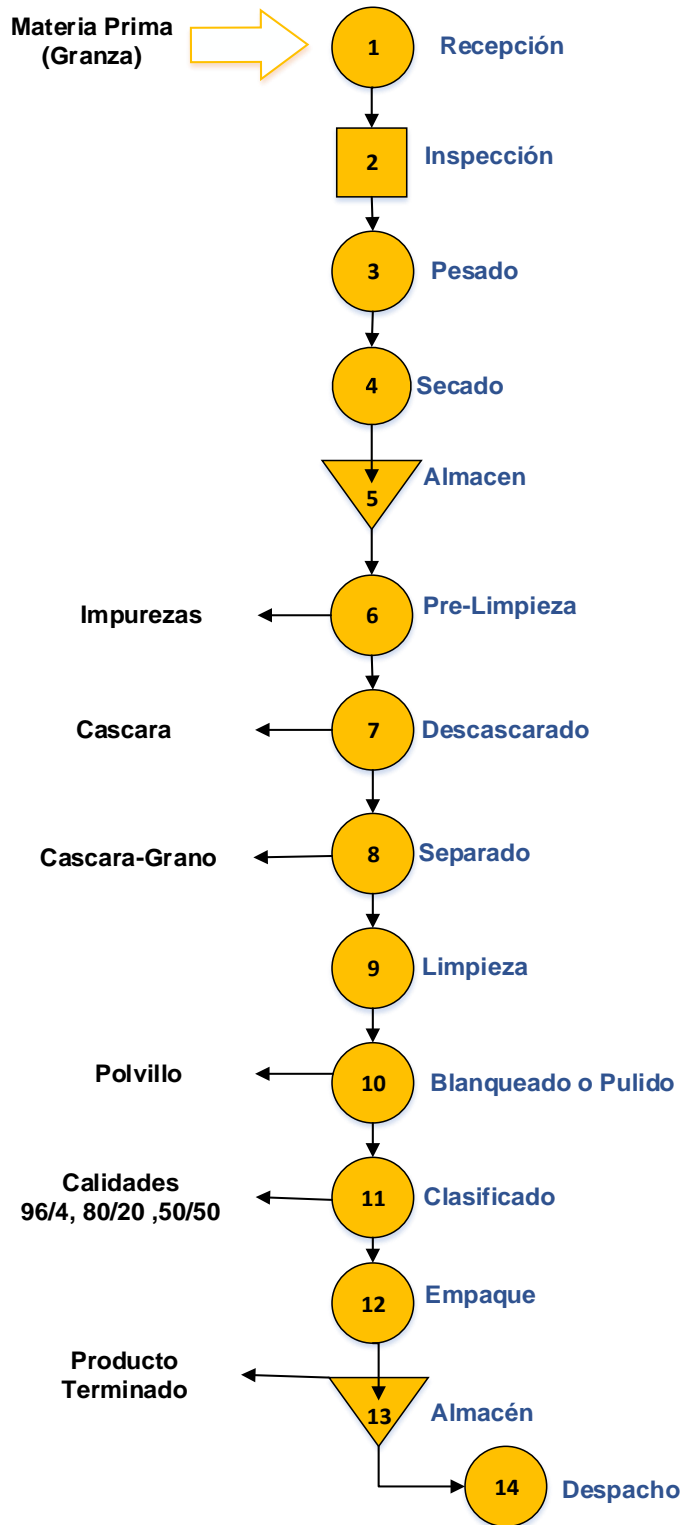 Materia Prima
(Granza)
1
Recepción
2
Inspección
3
Pesado
4
Secado
5
Almacen
6
Pre-Limpieza
Impurezas
7
Descascarado
Cascara
8
Separado
Cascara-Grano
9
Limpieza
10
Blanqueado o Pulido
Polvillo
11
Clasificado
Calidades
96/4, 80/20 ,50/50
12
Empaque
Producto
Terminado
13
Almacén
14
Despacho